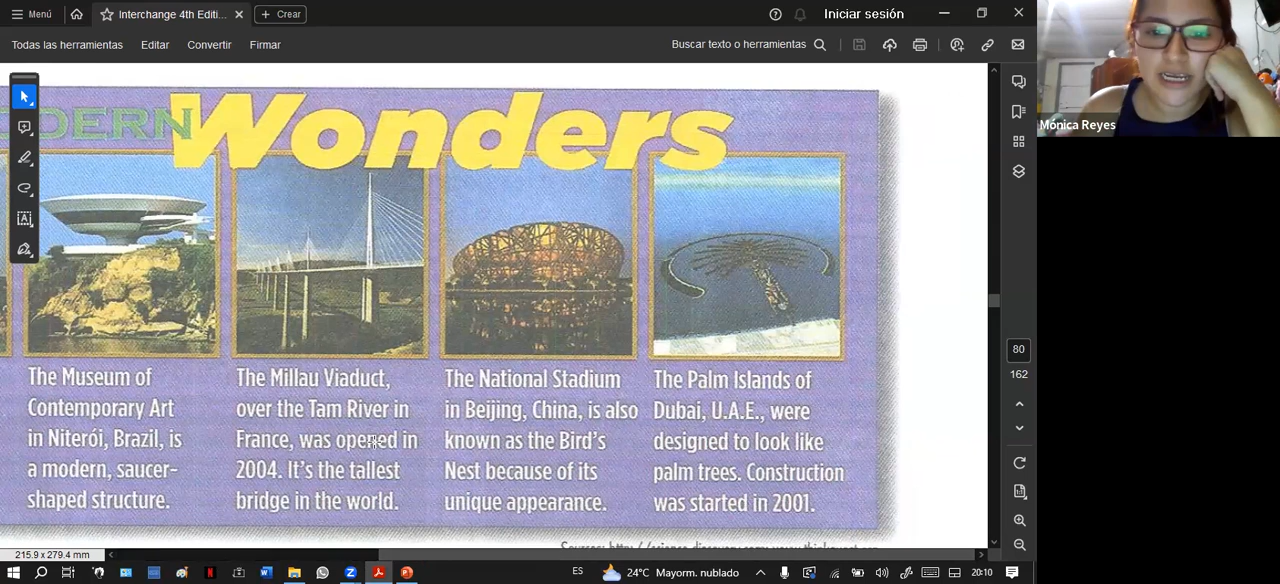 Menú
Interchange 4th Editi...
Crear
Iniciar sesión
Todas las herramientas
Editar
Convertir
Firmar
Buscar texto o herramientas
Mónica Reyes
ODERN Wonders
The Museum of
Contemporary Art
in Niterói, Brazil, is
a modern, saucer-
shaped structure.
The Millau Viaduct,
over the Tam River in
France, was opened in
2004. It's the tallest
bridge in the world.
The National Stadium
in Beijing, China, is also
known as the Bird's
Nest because of its
unique appearance.
The Palm Islands of
Dubai, U.A.E., were
designed to look like
palm trees. Construction
was started in 2001.
80
162
215.9 x 279.4 mm
ES
24°C Mayorm. nublado
20:10